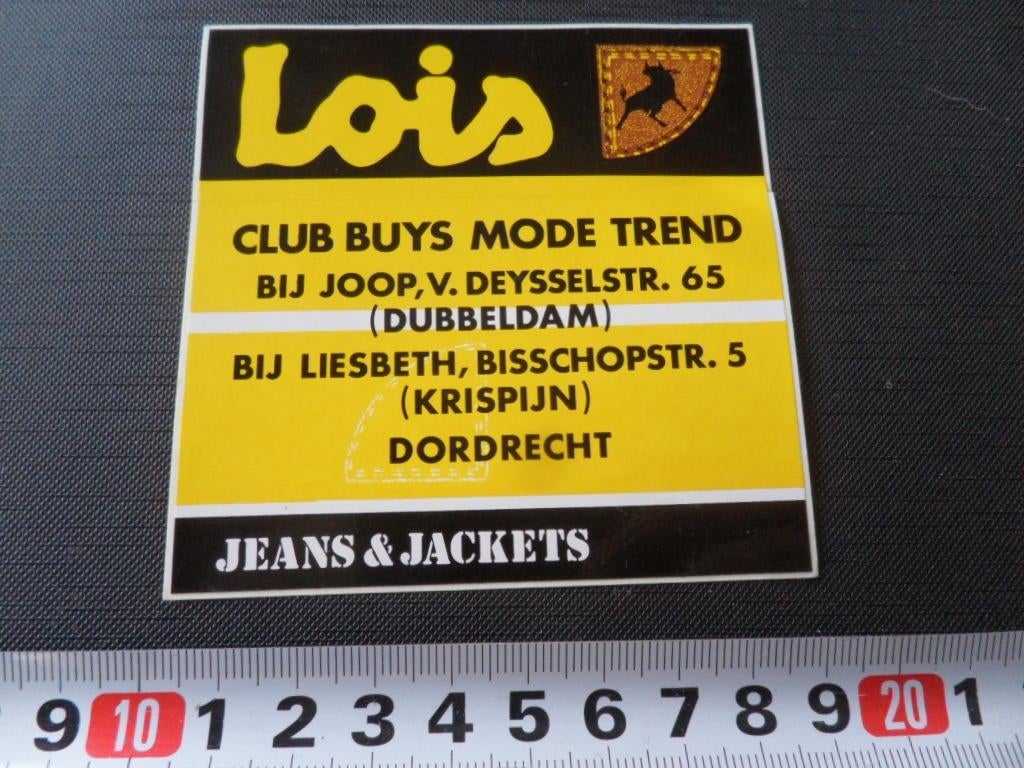 Lois
CLUB BUYS MODE TREND
BIJ JOOP, V. DEYSSELSTR. 65
(DUBBELDAM)
BIJ LIESBETH, BISSCHOPSTR. 5
(KRISPIJN)
DORDRECHT
JEANS & JACKETS
9 10 1 2 3 4 5 6 7 8 9 20 1